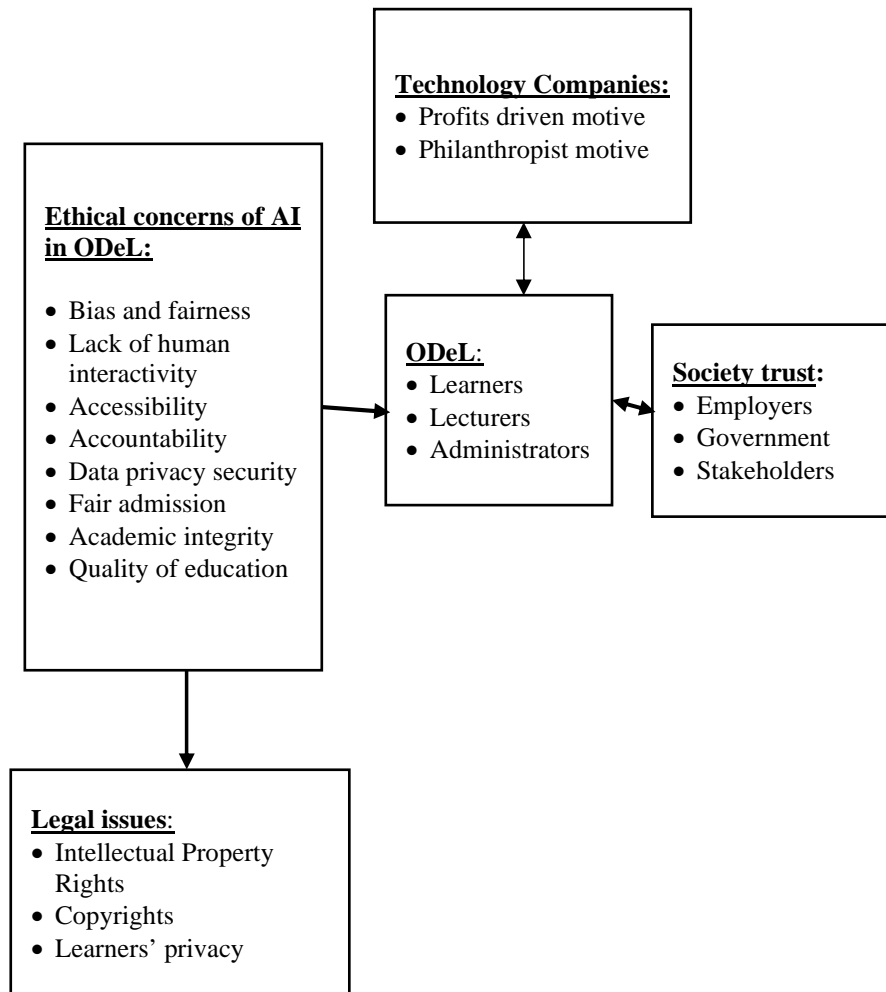 Technology Companies:
• Profits driven motive
• Philanthropist motive
Ethical concerns of AI
in ODeL:
• Bias and fairness
• Lack of human
interactivity
• Accessibility
• Accountability
• Data privacy security
• Fair admission
• Academic integrity
• Quality of education
ODeL:
• Learners
• Lecturers
• Administrators
Society trust:
• Employers
• Government
• Stakeholders
Legal issues:
• Intellectual Property
Rights
• Copyrights
• Learners’ privacy